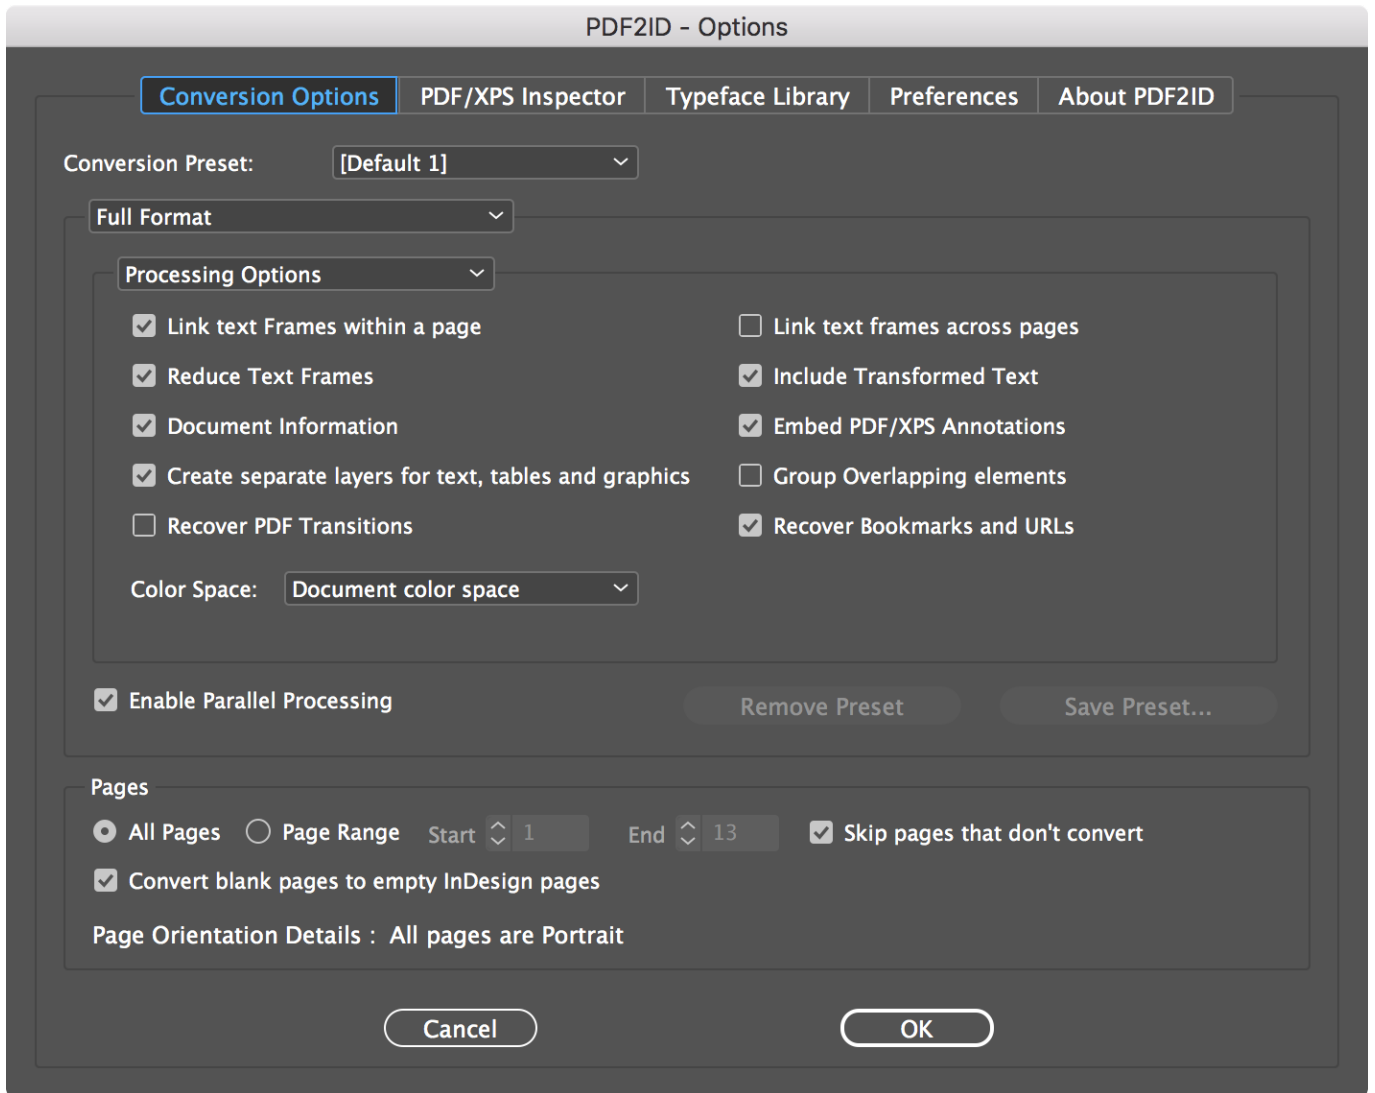 PDF2ID - Options
Conversion Options PDF/XPS Inspector Typeface Library Preferences About PDF2ID
Conversion Preset: [Default 1]
Full Format
Processing Options
Link text Frames within a page Link text frames across pages
Reduce Text Frames Include Transformed Text
Document Information Embed PDF/XPS Annotations
Create separate layers for text, tables and graphics Group Overlapping elements
Recover PDF Transitions Recover Bookmarks and URLs
Color Space: Document color space
Enable Parallel Processing Remove Preset Save Preset...
Pages
All Pages Page Range Start 1 End 13 Skip pages that don't convert
Convert blank pages to empty InDesign pages
Page Orientation Details : All pages are Portrait
Cancel OK